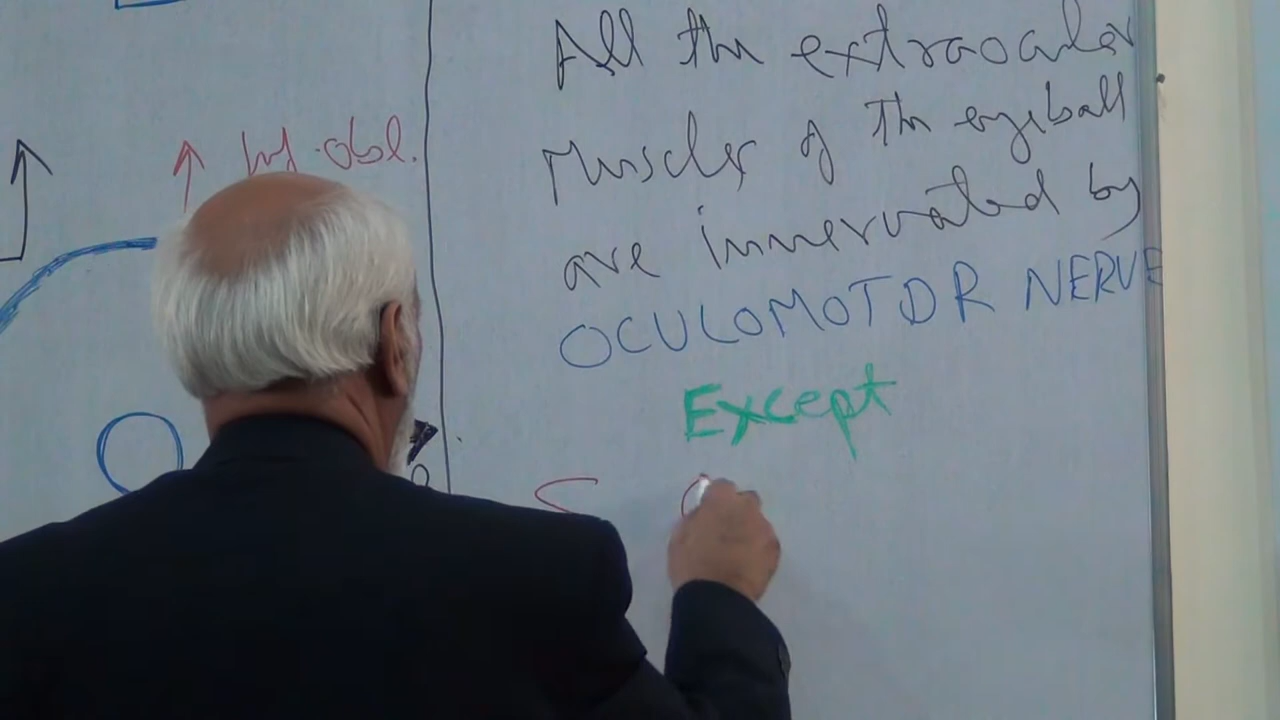 Inf. obl.
All the extraocular
Muscles of the eyeball
are innervated by
OCULOMOTOR NERVE
Except
S